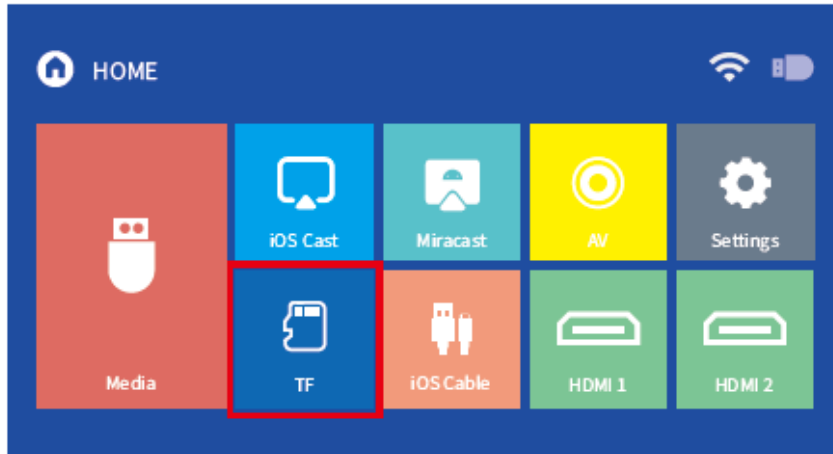 HOME
iOS Cast
Miracast
AV
Settings
Media
TF
iOS Cable
HDMI 1
HDMI 2